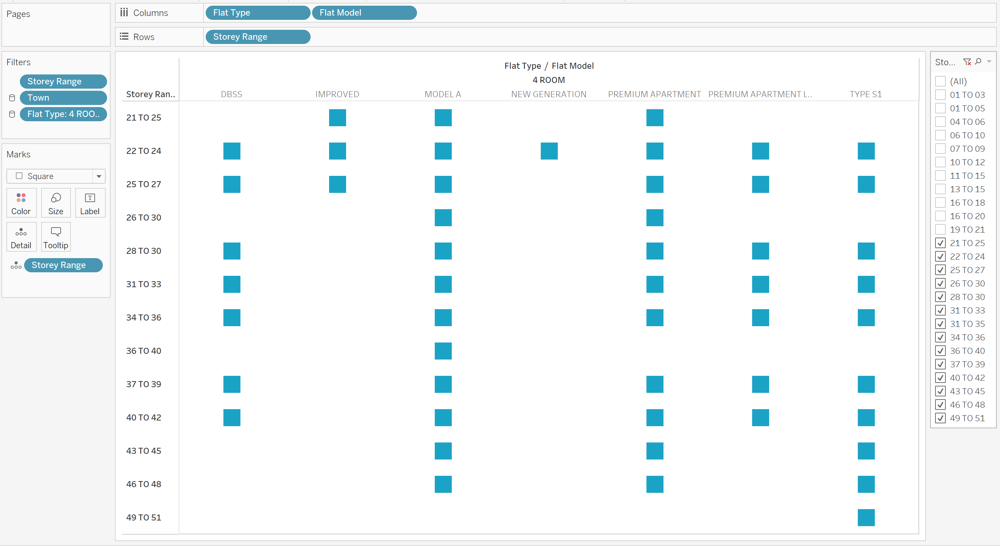 Pages
Columns
Flat Type
Flat Model
Rows
Storey Range
Filters
Storey Range
Town
Flat Type: 4 ROO..
Marks
Square
Color
Size
T
Label
Detail
Tooltip
Storey Range
Flat Type / Flat Model
4 ROOM
Storey Ran.. DBSS IMPROVED MODEL A NEW GENERATION PREMIUM APARTMENT PREMIUM APARTMENT L.. TYPE S1
21 TO 25
22 TO 24
25 TO 27
26 TO 30
28 TO 30
31 TO 33
34 TO 36
36 TO 40
37 TO 39
40 TO 42
43 TO 45
46 TO 48
49 TO 51
Sto...
(All)
01 TO 03
01 TO 05
04 TO 06
06 TO 10
07 TO 09
10 TO 12
11 TO 15
13 TO 15
16 TO 18
16 TO 20
19 TO 21
21 TO 25
22 TO 24
25 TO 27
26 TO 30
28 TO 30
31 TO 33
31 TO 35
34 TO 36
36 TO 40
37 TO 39
40 TO 42
43 TO 45
46 TO 48
49 TO 51